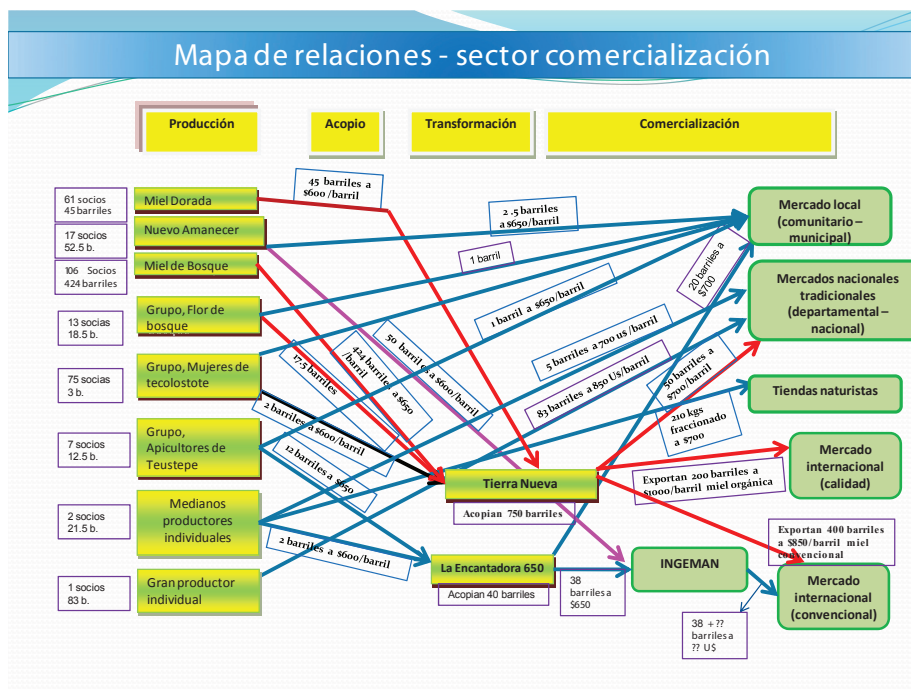 Mapa de relaciones - sector comercialización
Producción
Acopio
Transformación
Comercialización
61 socios
45 barriles
Miel Dorada
17 socios
52.5 b.
Nuevo Amanecer
106 Socios
424 barriles
Miel de Bosque
13 socias
18.5 b.
Grupo, Flor de
bosque
75 socias
3 b.
Grupo, Mujeres de
tecolostote
7 socios
12.5 b.
Grupo,
Apicultores de
Teustepe
2 socios
21.5 b.
Medianos
productores
individuales
1 socios
83 b.
Gran productor
individual
45 barriles a
$600 /barril
2 .5 barriles
a $650/barril
1 barril
1 barril a $650/barril
20 barriles a
$700
5 barriles a 700 us /barril
83 barriles a 850 U$/barril
50 barriles a $600/barril
424 barriles a $650
/barril
17.5 barriles
2 barriles a $600/barril
12 barriles a $650
2 barriles a $600/barril
50 barriles a
$700/barril
210 kgs
fraccionado
a $700
Tierra Nueva
Acopian 750 barriles
La Encantadora 650
Acopian 40 barriles
38
barriles a
$650
INGEMAN
38 + ??
barriles a
?? U$
Exportan 200 barriles a
$1000/barril miel orgánica
Exportan 400 barriles
a $850/barril miel
convencional
Mercado local
(comunitario –
municipal)
Mercados nacionales
tradicionales
(departamental –
nacional)
Tiendas naturistas
Mercado
internacional
(calidad)
Mercado
internacional
(convencional)